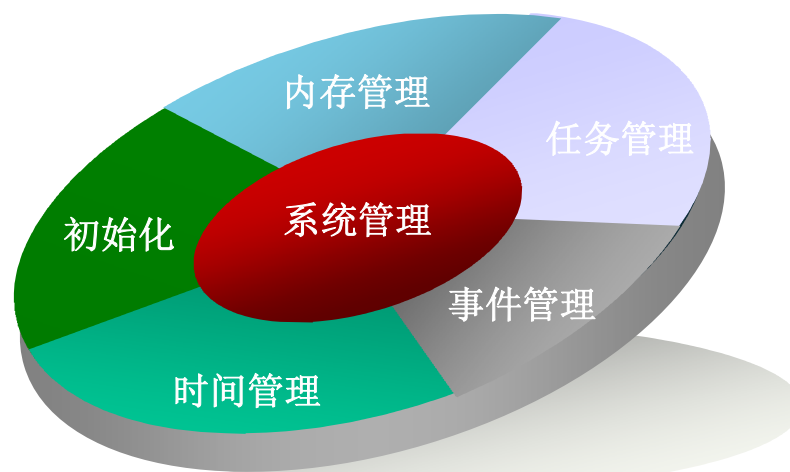 内存管理
任务管理
系统管理
初始化
事件管理
时间管理